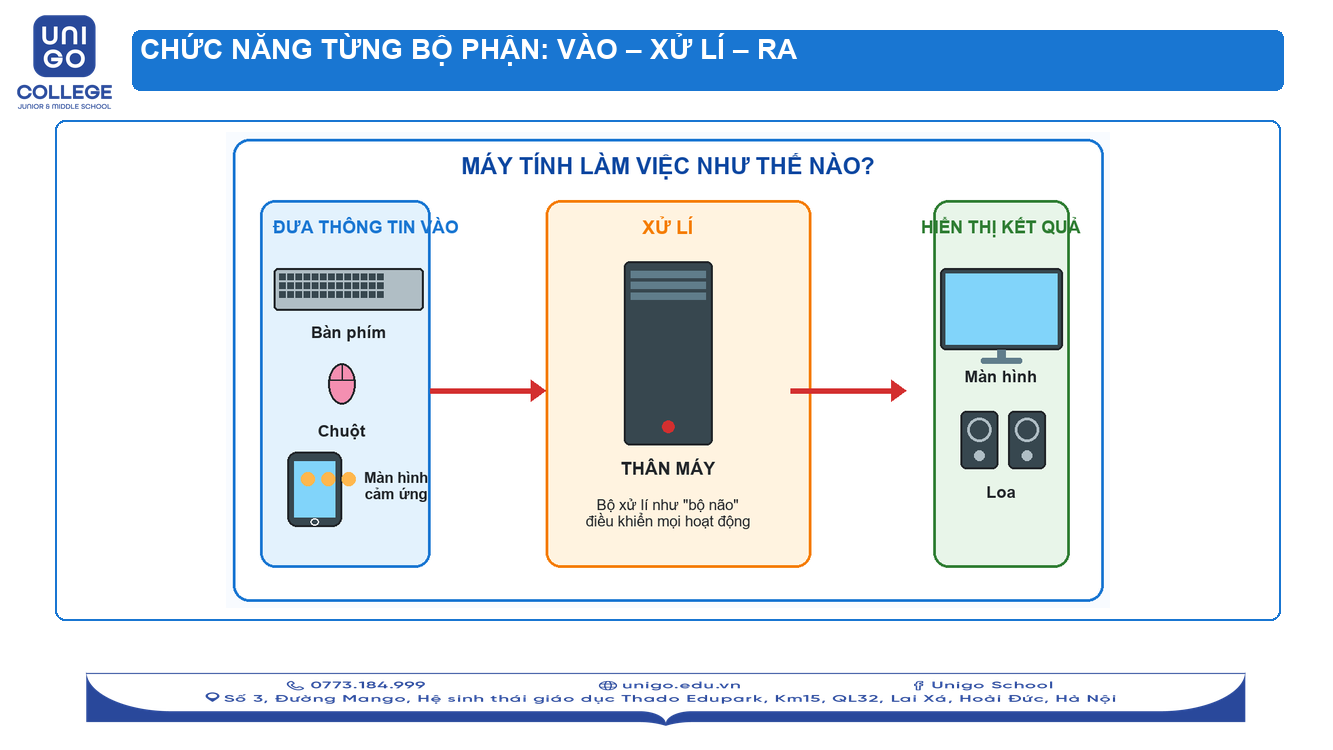 UNI
GO
COLLEGE
JUNIOR & MIDDLE SCHOOL
CHỨC NĂNG TỪNG BỘ PHẬN: VÀO – XỬ LÍ – RA
MÁY TÍNH LÀM VIỆC NHƯ THẾ NÀO?
ĐƯA THÔNG TIN VÀO
Bàn phím
Chuột
Màn hình
cảm ứng
XỬ LÍ
THÂN MÁY
Bộ xử lí như "bộ não"
điều khiển mọi hoạt động
HIỂN THỊ KẾT QUẢ
Màn hình
Loa
0773.184.999
unigo.edu.vn
Unigo School
Số 3, Đường Mango, Hệ sinh thái giáo dục Thado Edupark, Km15, QL32, Lai Xá, Hoài Đức, Hà Nội